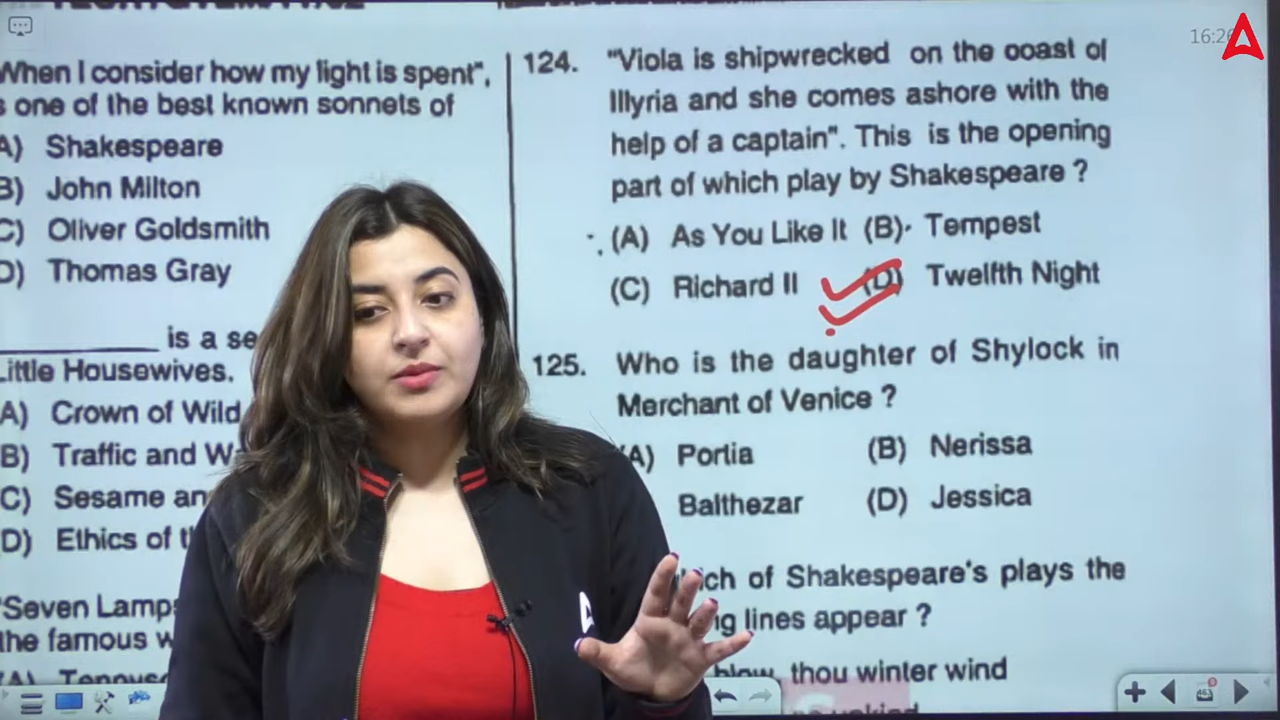 When I consider how my light is spent",
s one of the best known sonnets of
A) Shakespeare
B) John Milton
C) Oliver Goldsmith
D) Thomas Gray
is a se
Little Housewives.
A) Crown of Wild
B) Traffic and W
C) Sesame an
D) Ethics of t
"Seven Lamps
the famous w
124. "Viola is shipwrecked on the coast of
Illyria and she comes ashore with the
help of a captain". This is the opening
part of which play by Shakespeare ?
(A) As You Like It (B) Tempest
(C) Richard II (D) Twelfth Night
125. Who is the daughter of Shylock in
Merchant of Venice ?
(A) Portia (B) Nerissa
Balthezar (D) Jessica
ich of Shakespeare's plays the
ng lines appear ?
blow, thou winter wind